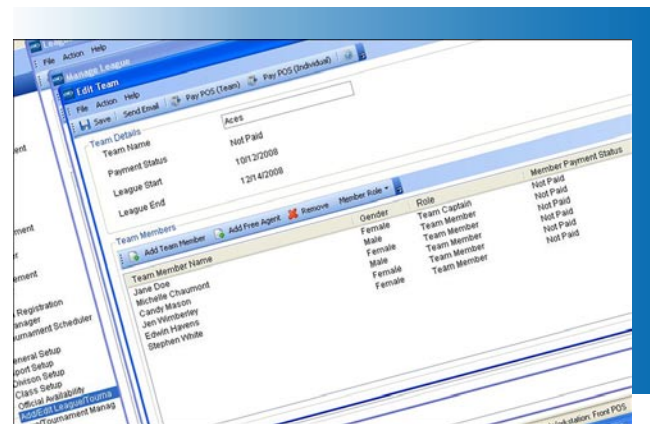 File Action Help
Manage League
Edit Team
File Action Help
Save Send Email Pay POS (Team) Pay POS (Individual)
Team Details
Team Name Aces
Payment Status Not Paid
League Start 10/12/2008
League End 12/14/2008
Team Members
Add Team Member Add Free Agent Remove Member Role
Team Member Name Gender Role Member Payment Status
Jane Doe Female Team Captain Not Paid
Michelle Chaumont Male Team Member Not Paid
Candy Mason Female Team Member Not Paid
Jen Wimberley Male Team Member Not Paid
Edwin Havens Female Team Member Not Paid
Stephen White Female Team Member Not Paid
Registration
Tournament Scheduler
Setup
Setup
Divison Setup
Class Setup
Official Availability
Add/Edit League/Tourna
Tournament Manag
Front POS